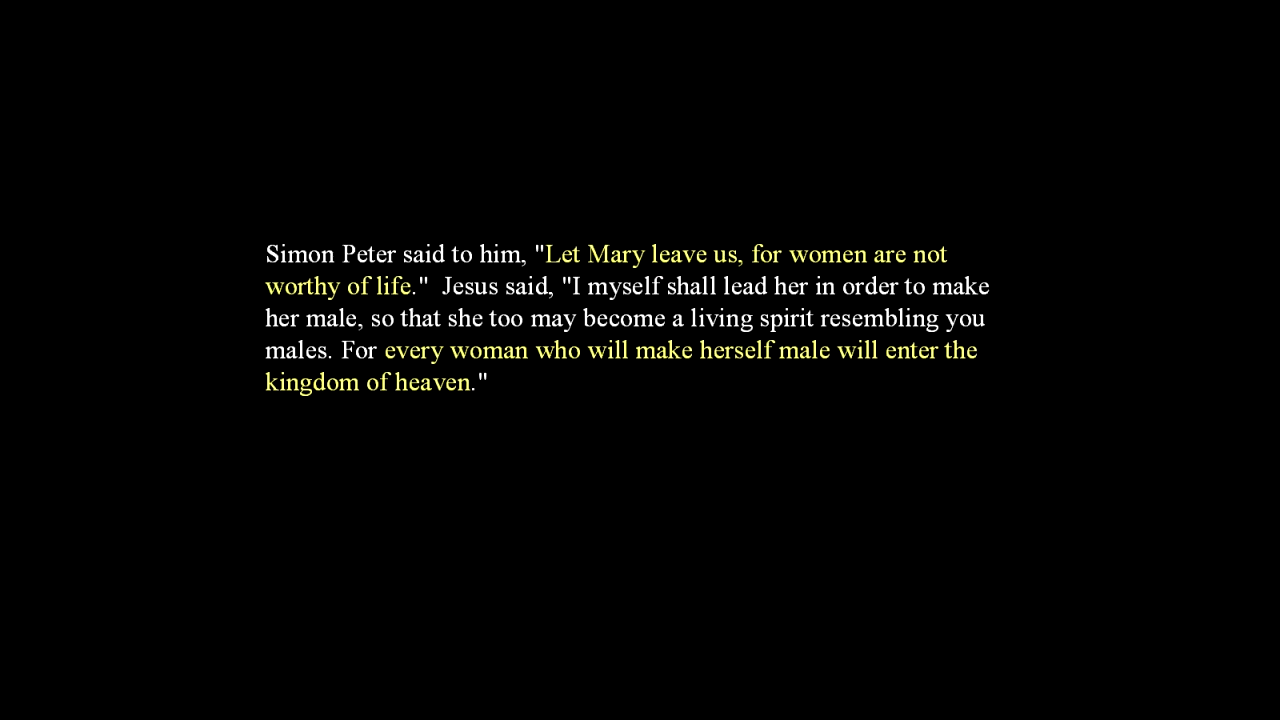 Simon Peter said to him, "Let Mary leave us, for women are not
worthy of life."  Jesus said, "I myself shall lead her in order to make
her male, so that she too may become a living spirit resembling you
males. For every woman who will make herself male will enter the
kingdom of heaven."